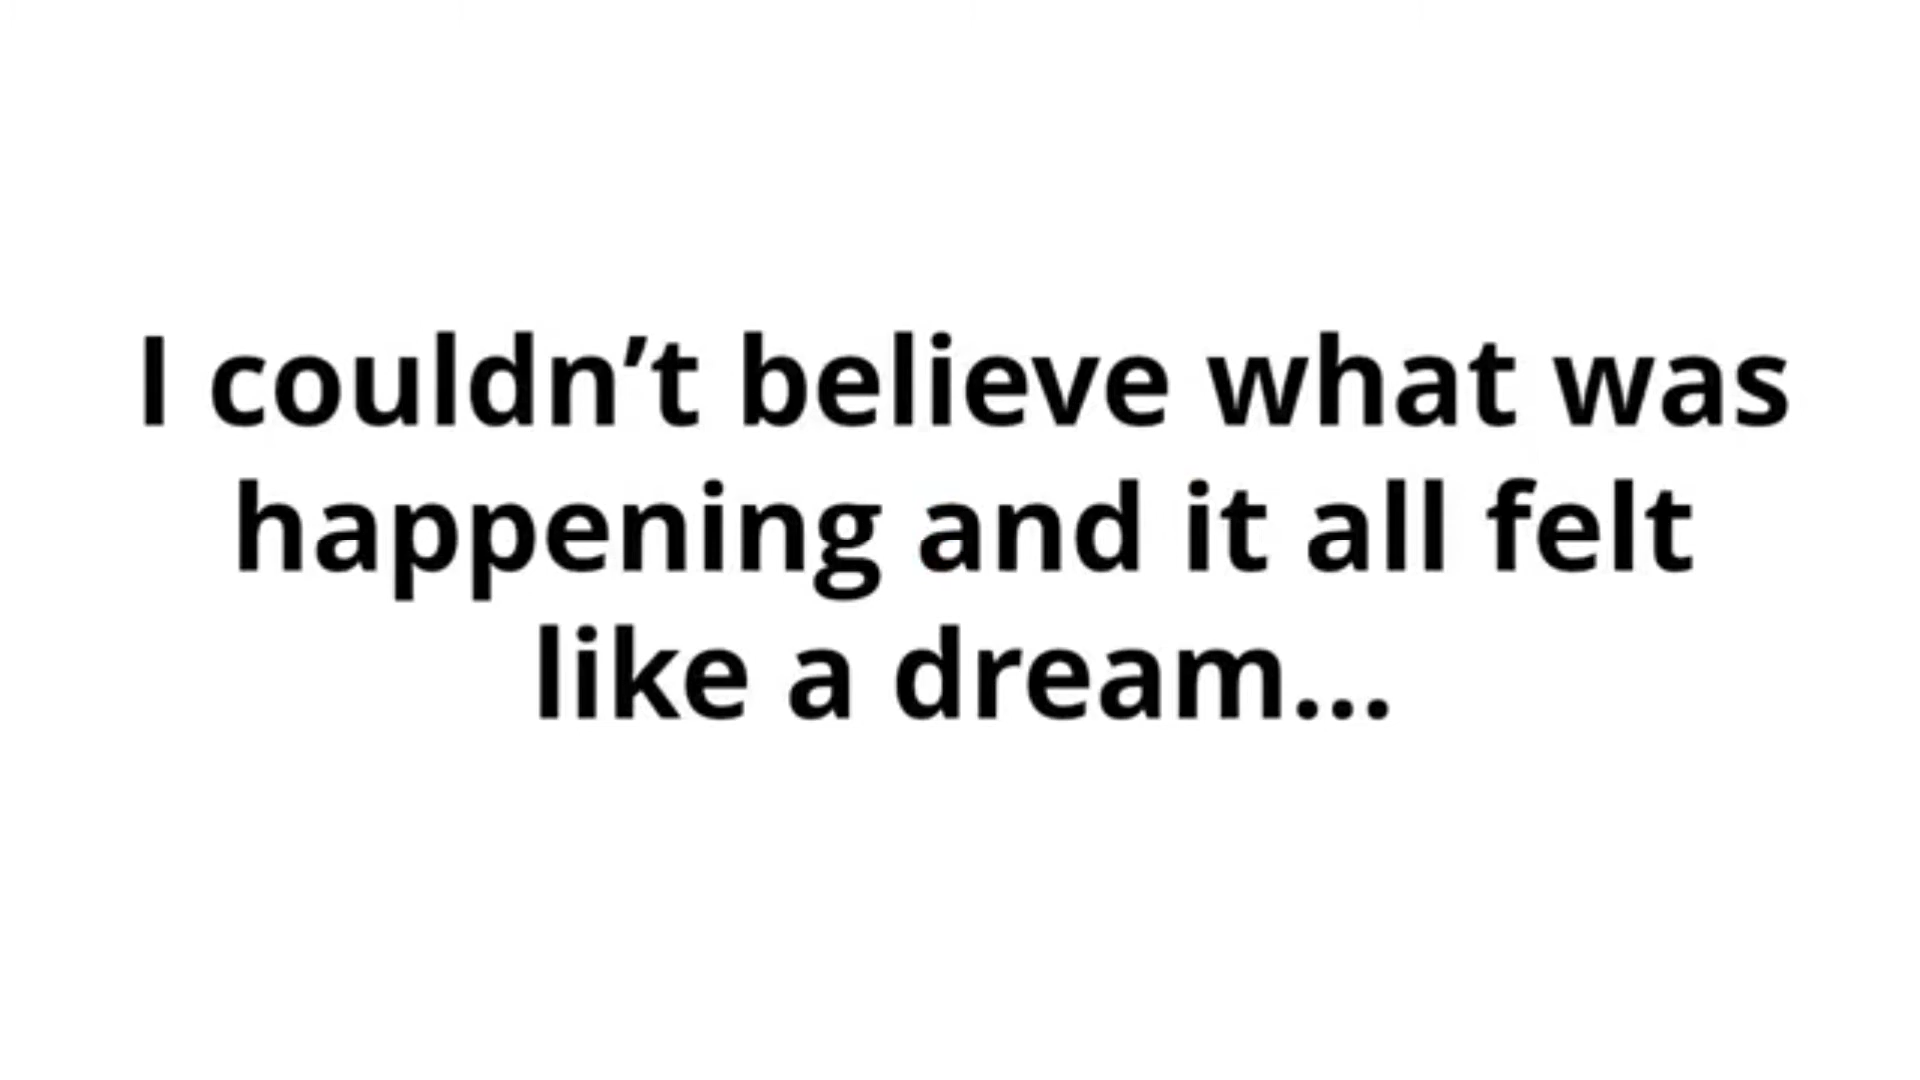 I couldn’t believe what was
happening and it all felt
like a dream...